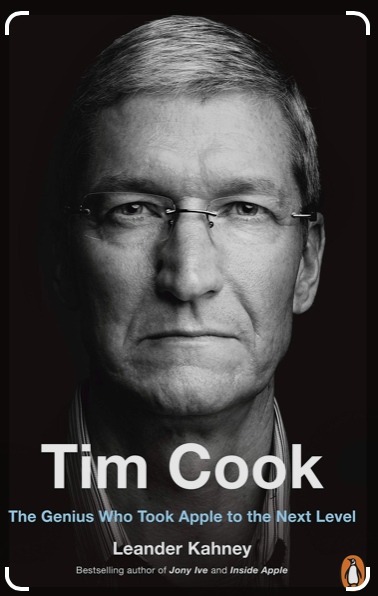 Tim Cook
The Genius Who Took Apple to the Next Level
Leander Kahney
Bestselling author of Jony Ive and Inside Apple